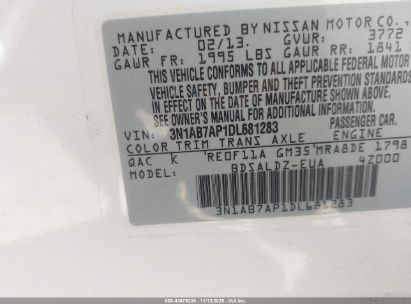 MANUFACTURED BY NISSAN MOTOR CO.,
DATE: 02/13. GVWR: 3772
GAWR FR: 1995 LBS GAWR RR: 1841
THIS VEHICLE CONFORMS TO ALL APPLICABLE FEDERAL
VEHICLE SAFETY, BUMPER AND THEFT PREVENTION STANDARDS
IN EFFECT ON THE DATE OF MANUFACTURE SHOWN ABOVE.
SEE OWNER'S MANUAL FOR ADDITIONAL INFORMATION.
VIN: 3N1AB7AP1DL681283 PASSENGER CAR.
COLOR TRIM TRANS AXLE ENGINE
QAC K RE0F11A GM35 MRA8DE 1798
MODEL: BDSALDZ-EUA 4Z000
3N1AB7AP1DL681283